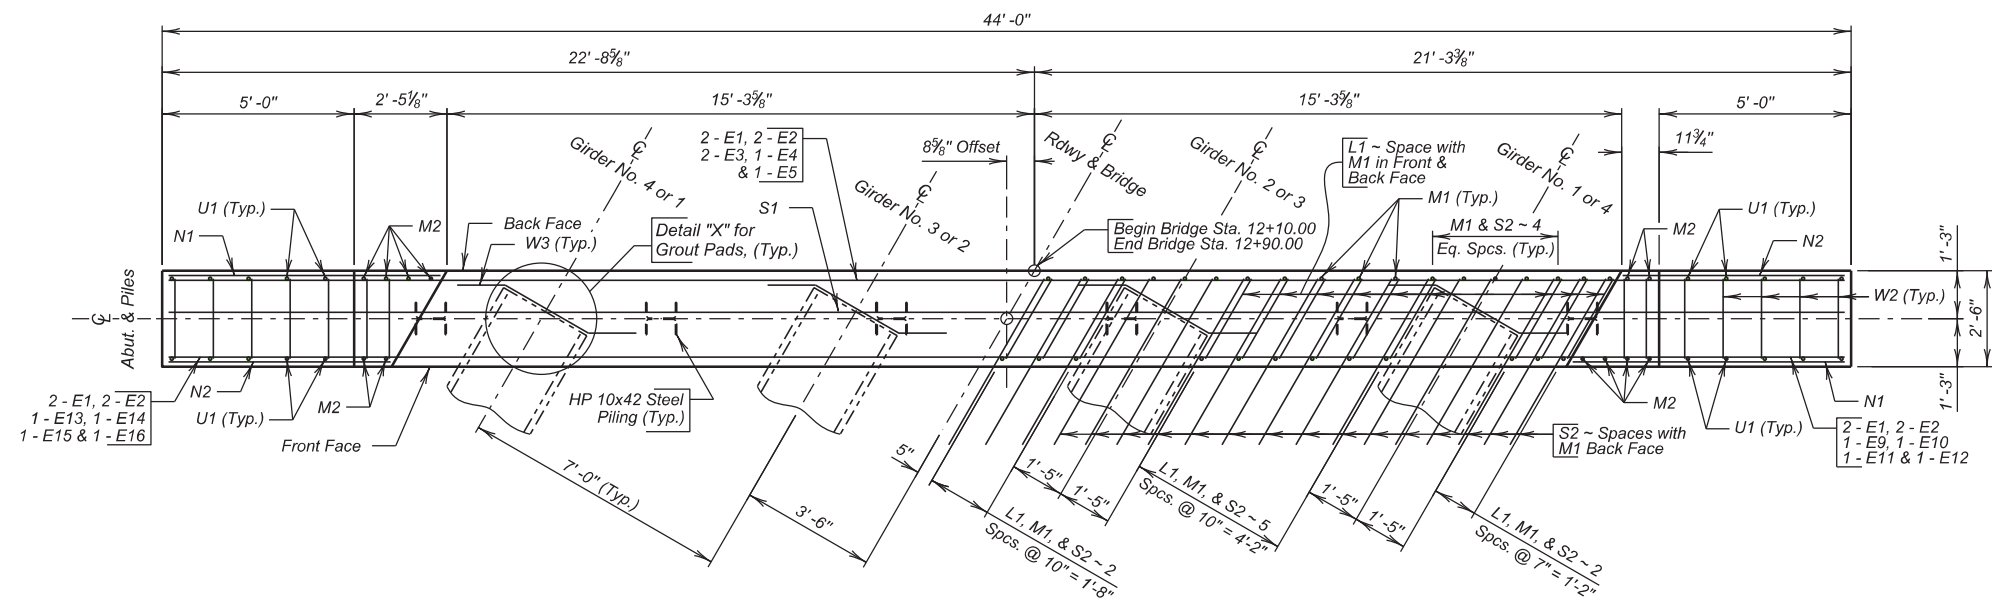 44' -0"
22' -8⅝"
21' -3⅜"
5' -0"
2' -5⅛"
15' -3⅝"
15' -3⅝"
5' -0"
11¾"
8⅝" Offset
2 - E1, 2 - E2
2 - E3, 1 - E4
& 1 - E5
℄
Girder No. 4 or 1
℄
Girder No. 3 or 2
℄
Rdwy & Bridge
℄
Girder No. 2 or 3
℄
Girder No. 1 or 4
L1 ~ Space with
M1 in Front &
Back Face
U1 (Typ.)
N1
M2
Back Face
W3 (Typ.)
Detail "X" for
Grout Pads, (Typ.)
S1
Begin Bridge Sta. 12+10.00
End Bridge Sta. 12+90.00
M1 (Typ.)
M1 & S2 ~ 4
Eq. Spcs. (Typ.)
M2
U1 (Typ.)
N2
W2 (Typ.)
1' -3"
2' -6"
1' -3"
℄
Abut. & Piles
2 - E1, 2 - E2
1 - E13, 1 - E14
1 - E15 & 1 - E16
N2
U1 (Typ.)
M2
Front Face
HP 10x42 Steel
Piling (Typ.)
7' -0" (Typ.)
3' -6"
5"
L1, M1, & S2 ~ 2
Spcs. @ 10" = 1'-8"
1' -5"
1' -5"
L1, M1, & S2 ~ 5
Spcs. @ 10" = 4'-2"
1' -5"
1' -5"
L1, M1, & S2 ~ 2
Spcs. @ 7" = 1'-2"
S2 ~ Spaces with
M1 Back Face
M2
U1 (Typ.)
N1
2 - E1, 2 - E2
1 - E9, 1 - E10
1 - E11 & 1 - E12